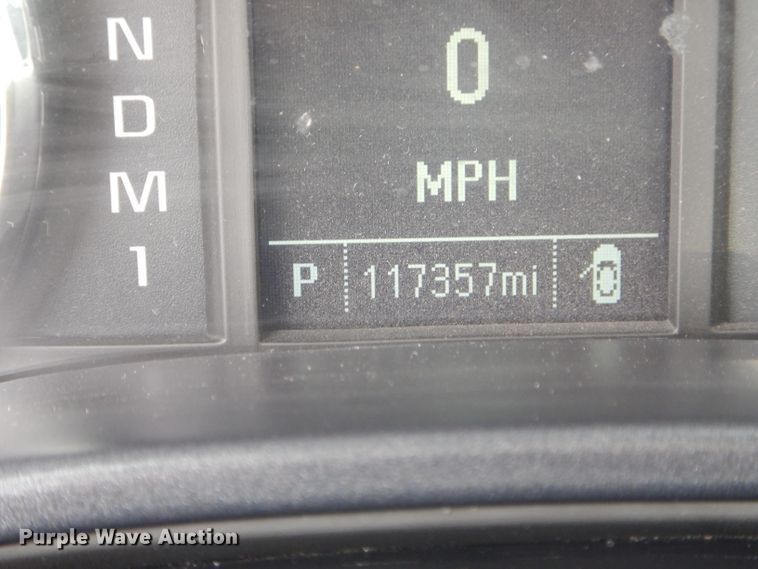 N
D
M
1
0
MPH
P 117357mi
Purple Wave Auction